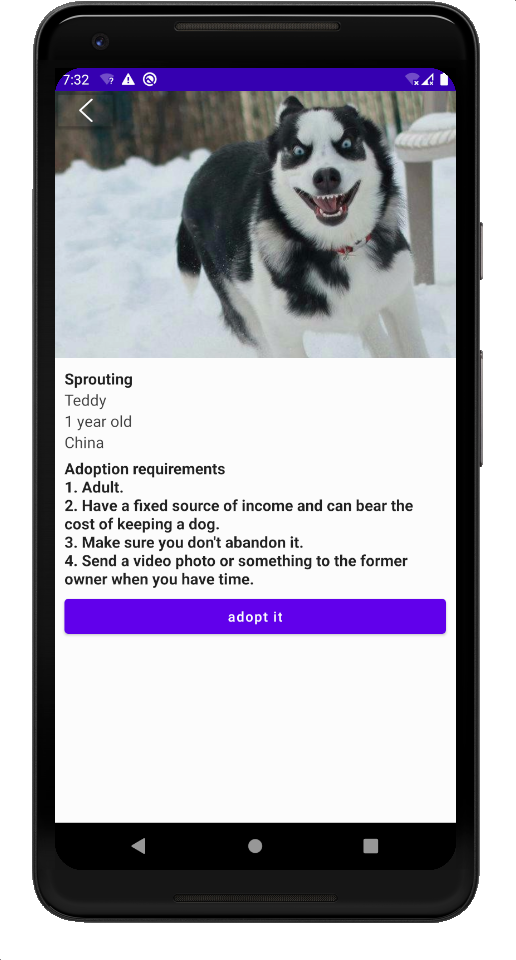 7:32
Sprouting
Teddy
1 year old
China
Adoption requirements
1. Adult.
2. Have a fixed source of income and can bear the
cost of keeping a dog.
3. Make sure you don't abandon it.
4. Send a video photo or something to the former
owner when you have time.
adopt it